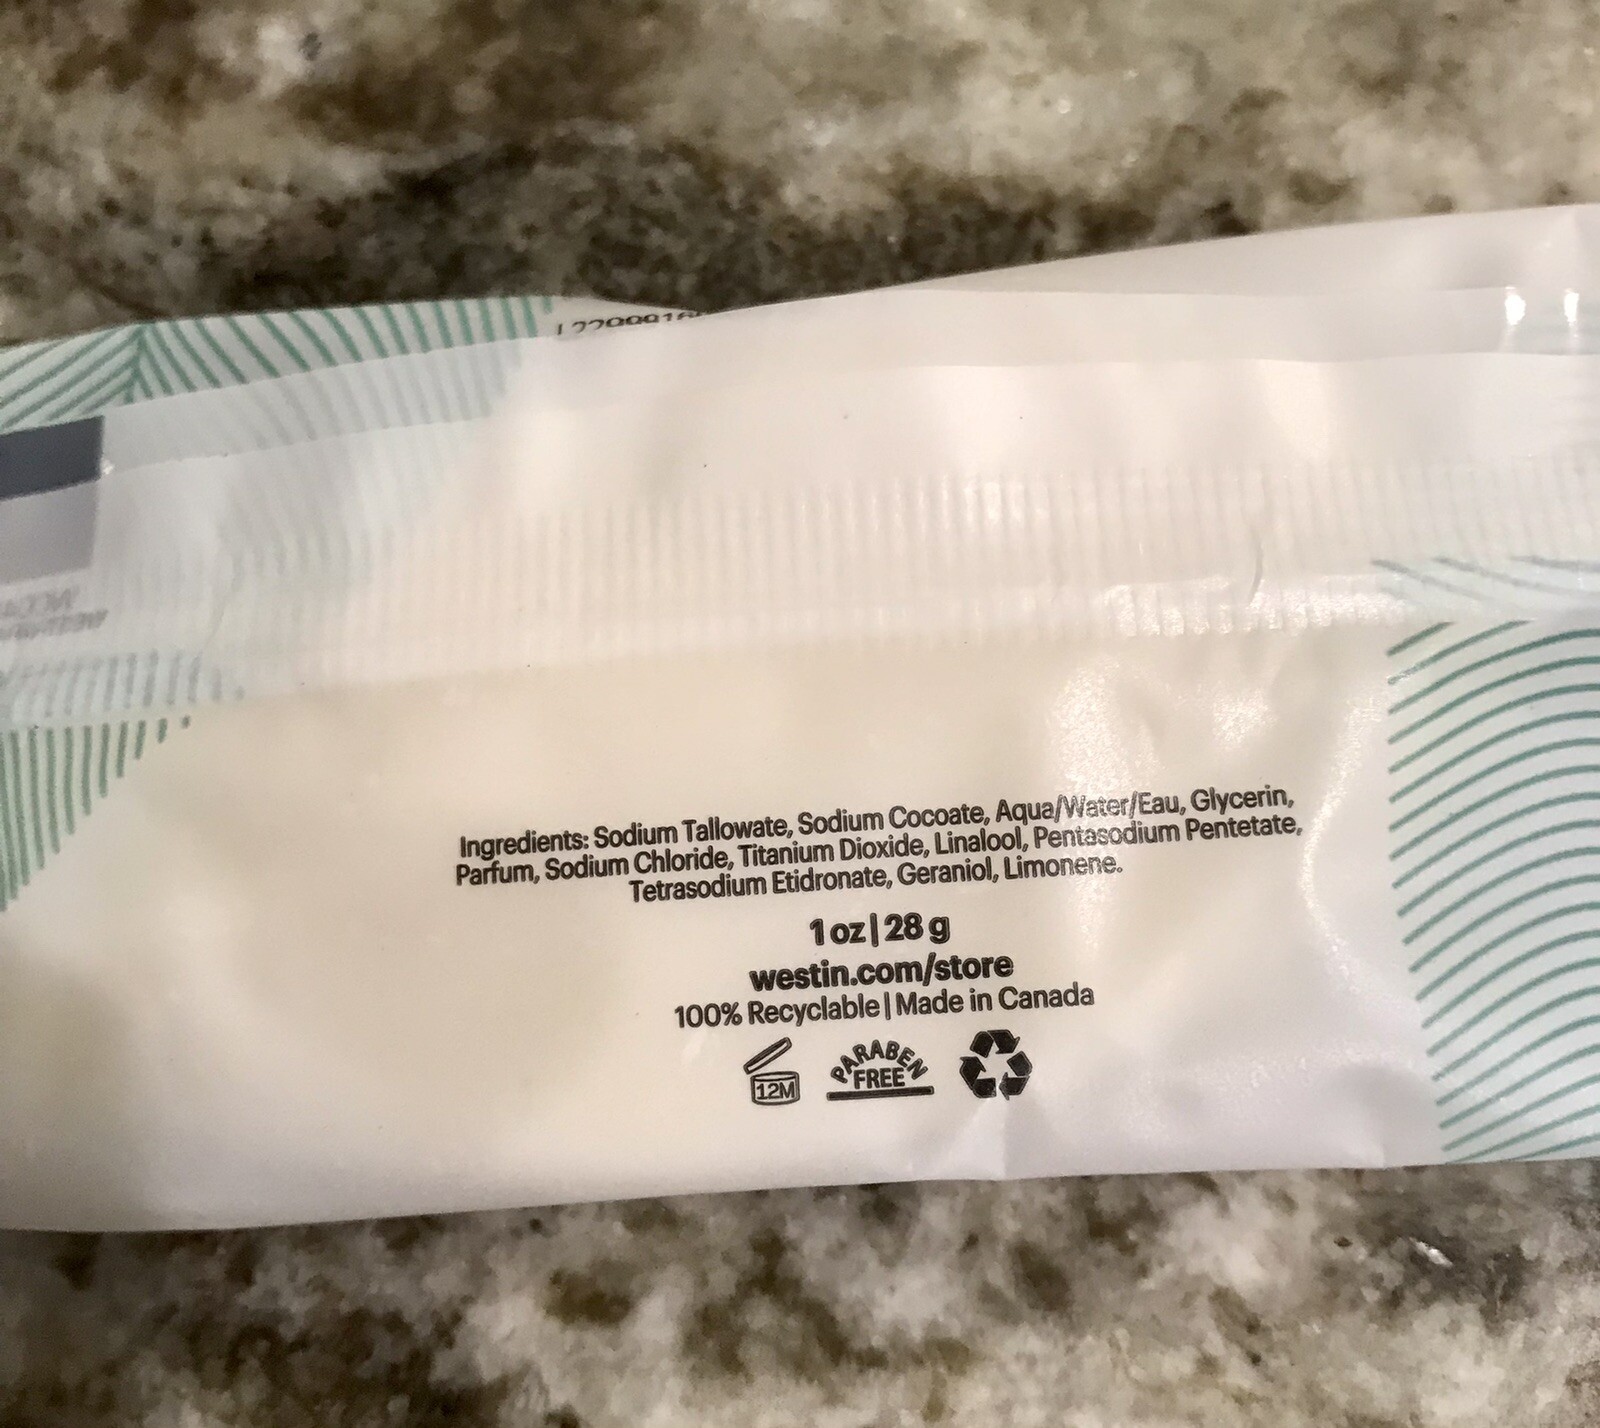 Ingredients: Sodium Tallowate, Sodium Cocoate, Aqua/Water/Eau, Glycerin,
Parfum, Sodium Chloride, Titanium Dioxide, Linalool, Pentasodium Pentetate,
Tetrasodium Etidronate, Geraniol, Limonene.
1 oz | 28 g
westin.com/store
100% Recyclable | Made in Canada
12M
PARABEN
FREE